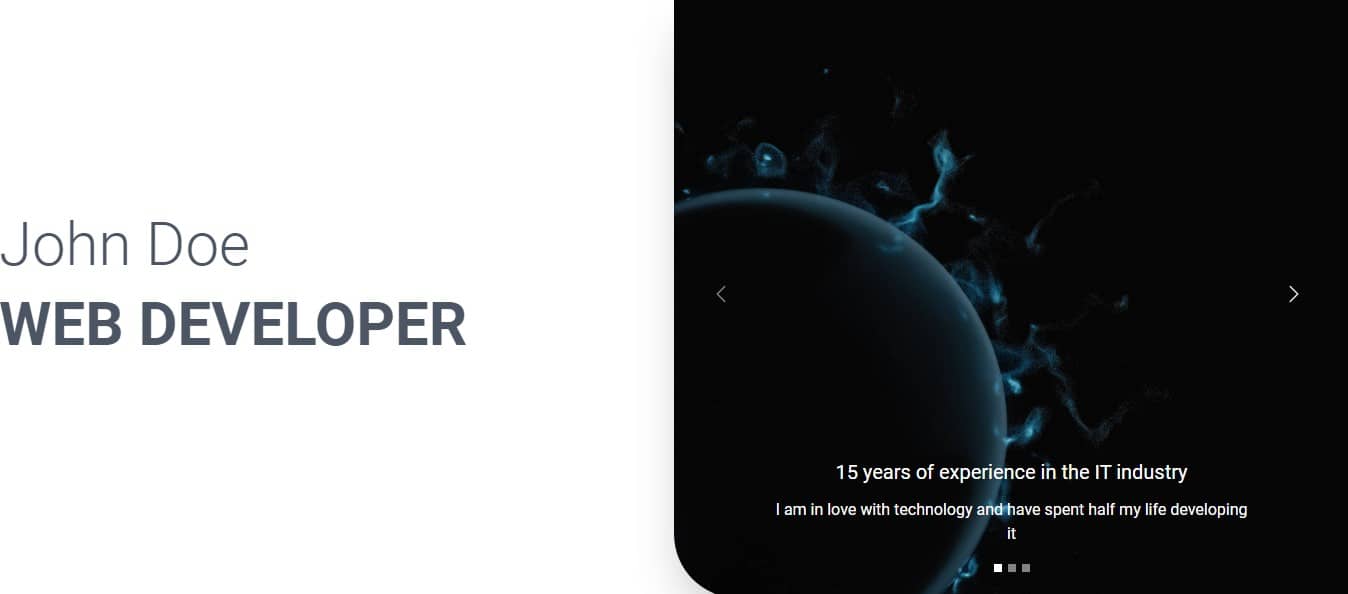 John Doe
WEB DEVELOPER
15 years of experience in the IT industry
I am in love with technology and have spent half my life developing
it